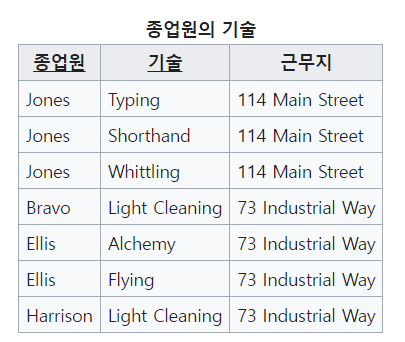 종업원의 기술
종업원 기술 근무지
Jones Typing 114 Main Street
Jones Shorthand 114 Main Street
Jones Whittling 114 Main Street
Bravo Light Cleaning 73 Industrial Way
Ellis Alchemy 73 Industrial Way
Ellis Flying 73 Industrial Way
Harrison Light Cleaning 73 Industrial Way